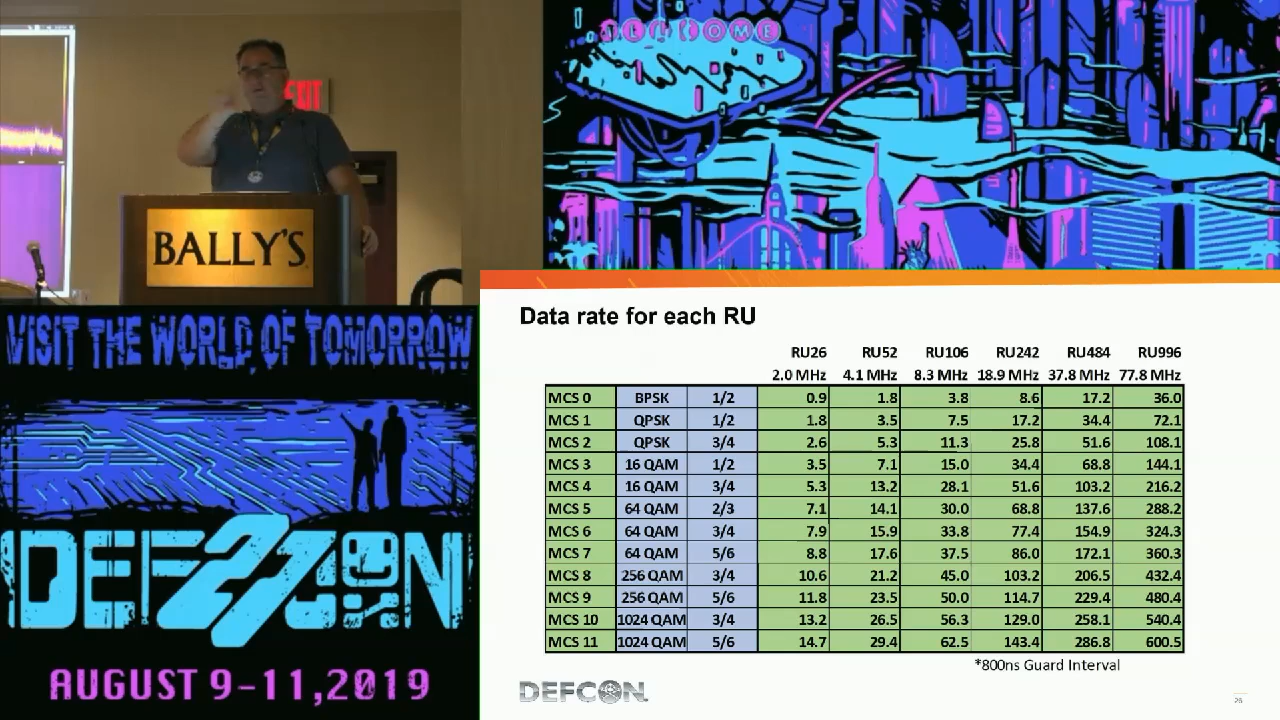 WELCOME
EXIT
BALLY'S
VISIT THE WORLD OF TOMORROW
DEFCON
27
AUGUST 9-11,2019
Data rate for each RU
RU26 RU52 RU106 RU242 RU484 RU996
2.0 MHz 4.1 MHz 8.3 MHz 18.9 MHz 37.8 MHz 77.8 MHz
MCS 0 BPSK 1/2 0.9 1.8 3.8 8.6 17.2 36.0
MCS 1 QPSK 1/2 1.8 3.5 7.5 17.2 34.4 72.1
MCS 2 QPSK 3/4 2.6 5.3 11.3 25.8 51.6 108.1
MCS 3 16 QAM 1/2 3.5 7.1 15.0 34.4 68.8 144.1
MCS 4 16 QAM 3/4 5.3 13.2 28.1 51.6 103.2 216.2
MCS 5 64 QAM 2/3 7.1 14.1 30.0 68.8 137.6 288.2
MCS 6 64 QAM 3/4 7.9 15.9 33.8 77.4 154.9 324.3
MCS 7 64 QAM 5/6 8.8 17.6 37.5 86.0 172.1 360.3
MCS 8 256 QAM 3/4 10.6 21.2 45.0 103.2 206.5 432.4
MCS 9 256 QAM 5/6 11.8 23.5 50.0 114.7 229.4 480.4
MCS 10 1024 QAM 3/4 13.2 26.5 56.3 129.0 258.1 540.4
MCS 11 1024 QAM 5/6 14.7 29.4 62.5 143.4 286.8 600.5
*800ns Guard Interval
DEFCON.
26